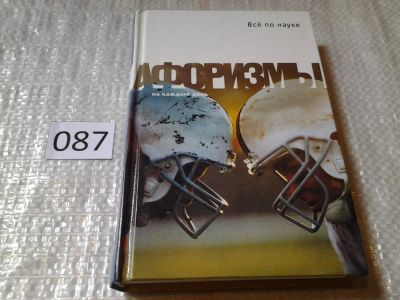 Всё по науке
АФОРИЗМЫ
на каждый день
087